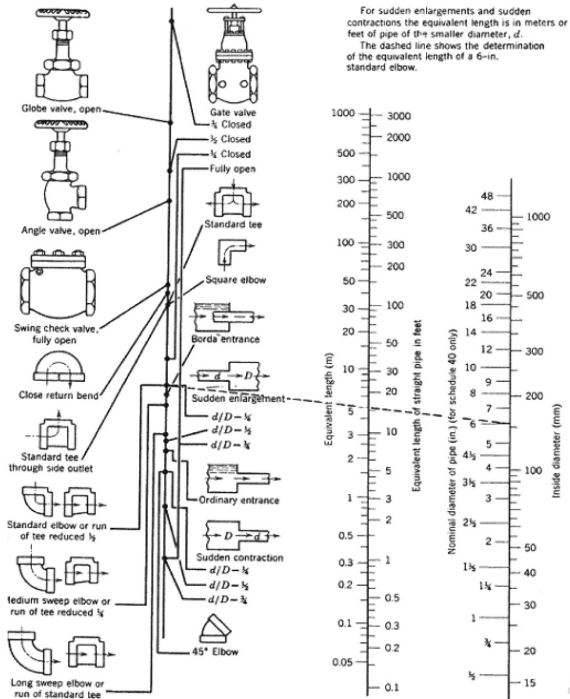 For sudden enlargements and sudden
contractions the equivalent length is in meters or
feet of pipe of the smaller diameter, d.
The dashed line shows the determination
of the equivalent length of a 6-in.
standard elbow.
Globe valve, open
Angle valve, open
Swing check valve,
fully open
Close return bend
Standard tee
through side outlet
Standard elbow or run
of tee reduced ½
Medium sweep elbow or
run of tee reduced ¼
Long sweep elbow or
run of standard tee
Gate valve
¾ Closed
½ Closed
¼ Closed
Fully open
Standard tee
Square elbow
Borda entrance
d D
Sudden enlargement
d/D=¼
d/D=½
d/D=¾
Ordinary entrance
D d
Sudden contraction
d/D=¼
d/D=½
d/D=¾
45° Elbow
Equivalent length (m)
1000
500
300
200
100
50
30
20
10
5
3
2
1
0.5
0.3
0.2
0.1
0.05
Equivalent length of straight pipe in feet
3000
2000
1000
500
300
200
100
50
30
20
10
5
3
2
1
0.5
0.3
0.2
0.1
Nominal diameter of pipe (in.) (for schedule 40 only)
48
42
36
30
24
22
20
18
16
14
12
10
9
8
7
6
5
4½
4
3½
3
2½
2
1½
1¼
1
¾
½
Inside diameter (mm)
1000
500
300
200
100
50
40
30
20
15